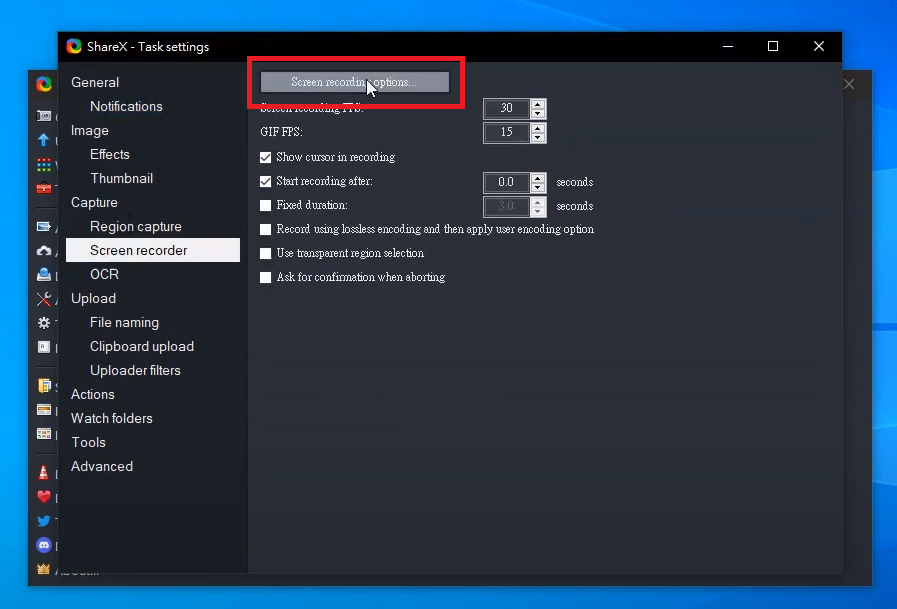 ShareX - Task settings
General
Notifications
Image
Effects
Thumbnail
Capture
Region capture
Screen recorder
OCR
Upload
File naming
Clipboard upload
Uploader filters
Actions
Watch folders
Tools
Advanced
Screen recording options...
Screen recording FPS: 30
GIF FPS: 15
Show cursor in recording
Start recording after: 0.0 seconds
Fixed duration: 3.0 seconds
Record using lossless encoding and then apply user encoding option
Use transparent region selection
Ask for confirmation when aborting